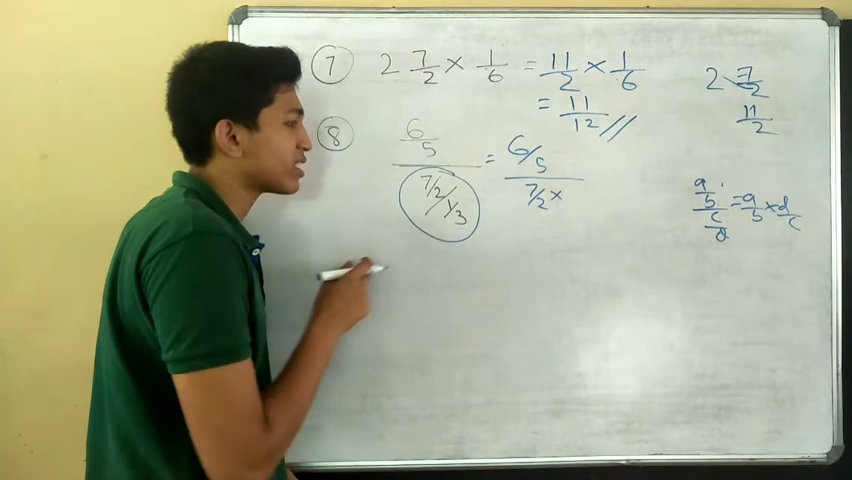 7 2 7/2 × 1/6 = 11/2 × 1/6
= 11/12 //
2 7/2
11/2
8 6/5 / 7/2 / 1/3 = 6/5 / 7/2 ×
a/b / c/d = a/b × d/c